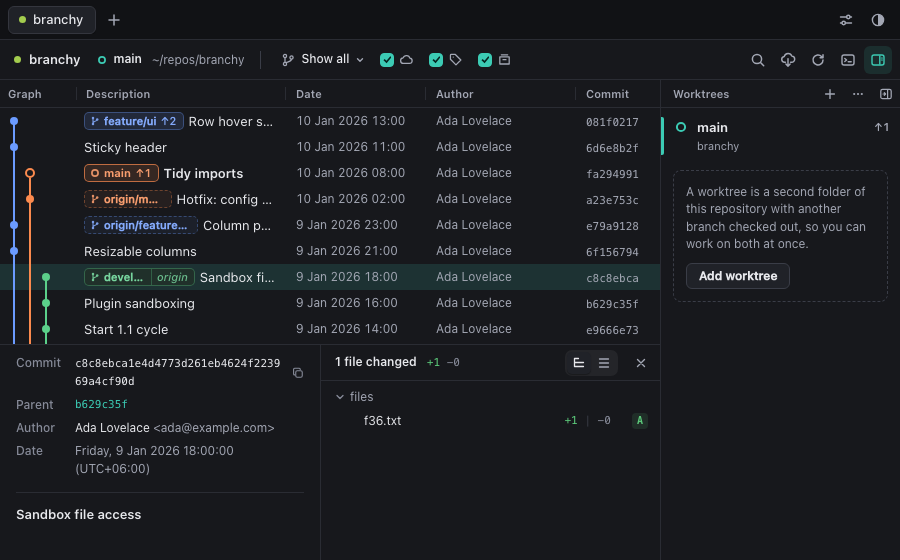 branchy
branchy main ~/repos/branchy Show all
Graph Description Date Author Commit Worktrees
feature/ui ↑2 Row hover s... 10 Jan 2026 13:00 Ada Lovelace 081f0217
Sticky header 10 Jan 2026 11:00 Ada Lovelace 6d6e8b2f
main ↑1 Tidy imports 10 Jan 2026 08:00 Ada Lovelace fa294991
origin/m... Hotfix: config ... 10 Jan 2026 02:00 Ada Lovelace a23e753c
origin/feature... Column p... 9 Jan 2026 23:00 Ada Lovelace e79a9128
Resizable columns 9 Jan 2026 21:00 Ada Lovelace 6f156794
devel... origin Sandbox fi... 9 Jan 2026 18:00 Ada Lovelace c8c8ebca
Plugin sandboxing 9 Jan 2026 16:00 Ada Lovelace b629c35f
Start 1.1 cycle 9 Jan 2026 14:00 Ada Lovelace e9666e73
main ↑1
branchy
A worktree is a second folder of
this repository with another
branch checked out, so you can
work on both at once.
Add worktree
Commit c8c8ebca1e4d4773d261eb4624f2239
69a4cf90d
Parent b629c35f
Author Ada Lovelace <ada@example.com>
Date Friday, 9 Jan 2026 18:00:00
(UTC+06:00)
Sandbox file access
1 file changed +1 −0
files
f36.txt +1 −0 A